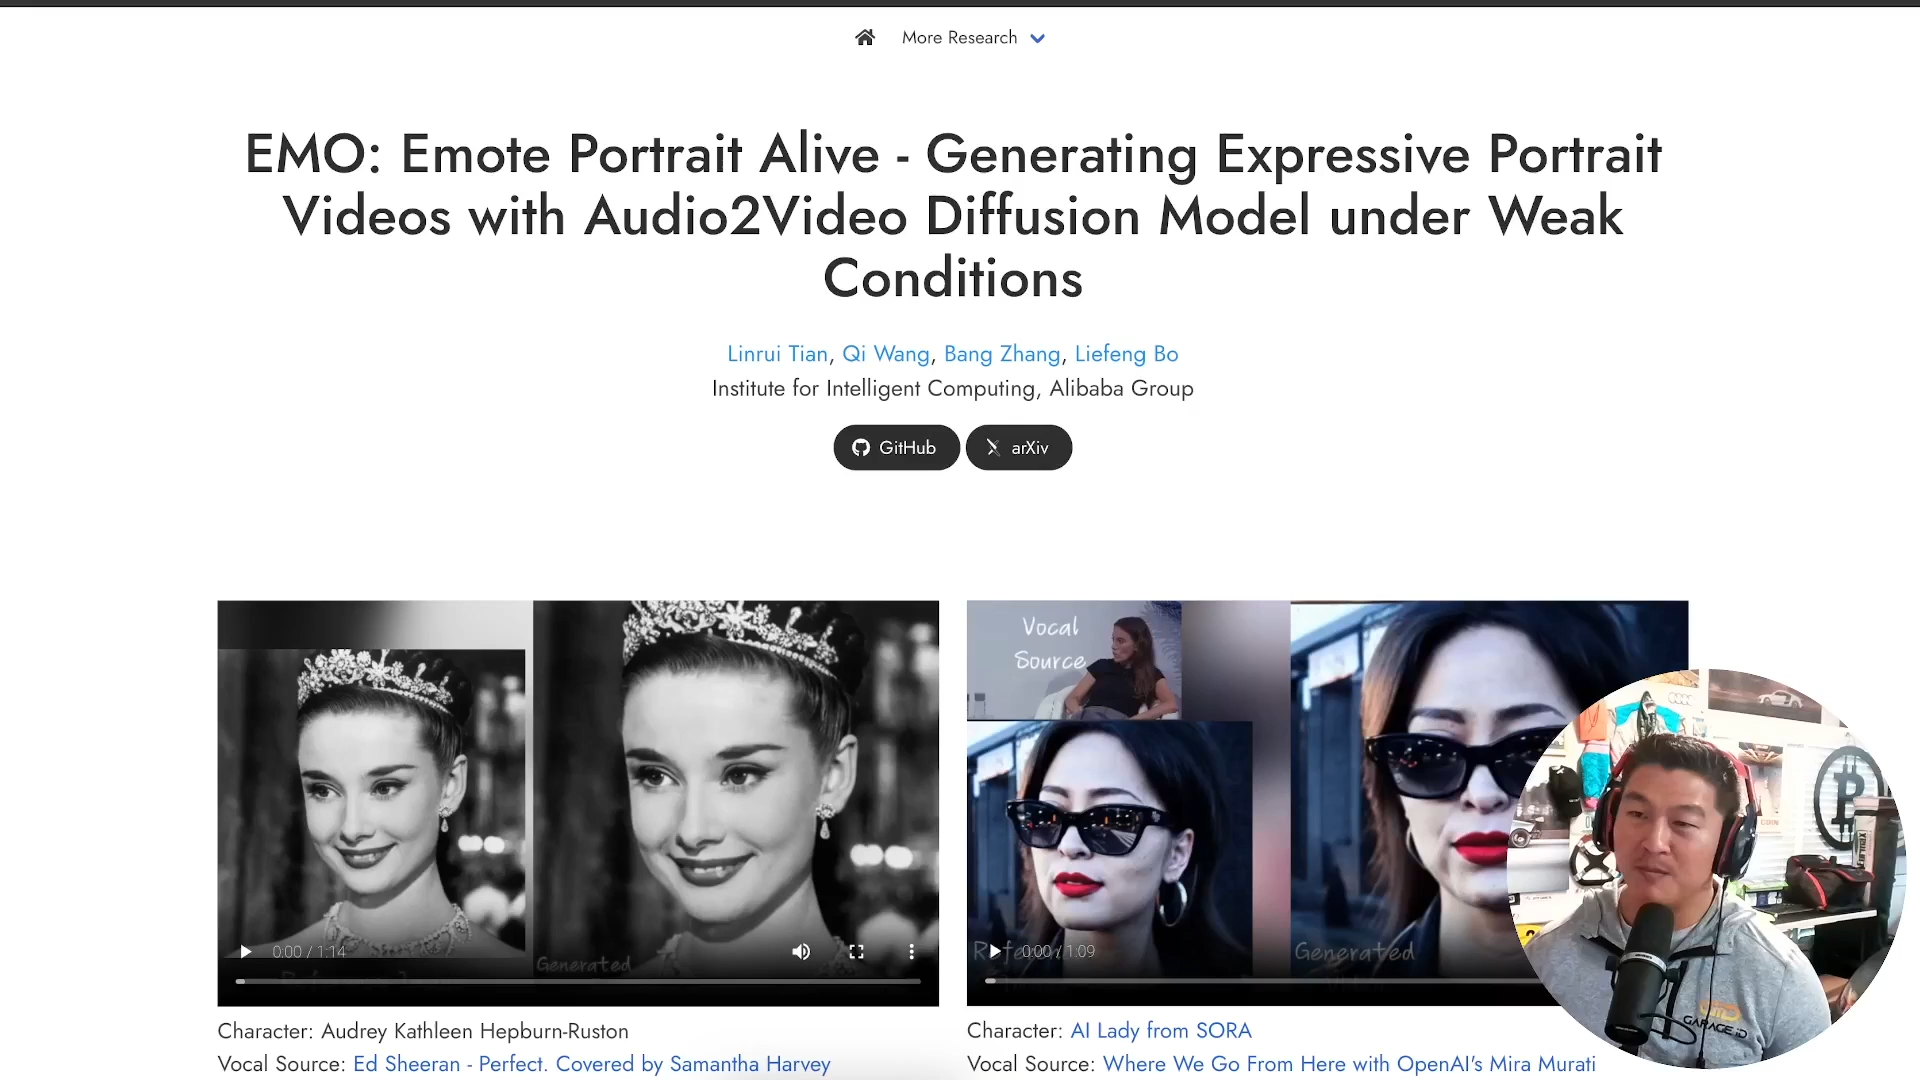 More Research
EMO: Emote Portrait Alive - Generating Expressive Portrait
Videos with Audio2Video Diffusion Model under Weak
Conditions
Linrui Tian, Qi Wang, Bang Zhang, Liefeng Bo
Institute for Intelligent Computing, Alibaba Group
GitHub
arXiv
Vocal
Source
0:00 / 1:14
Generated
0:00 / 1:09
Generated
GARAGE iD
Character: Audrey Kathleen Hepburn-Ruston
Character: AI Lady from SORA
Vocal Source: Ed Sheeran - Perfect. Covered by Samantha Harvey
Vocal Source: Where We Go From Here with OpenAI's Mira Murati